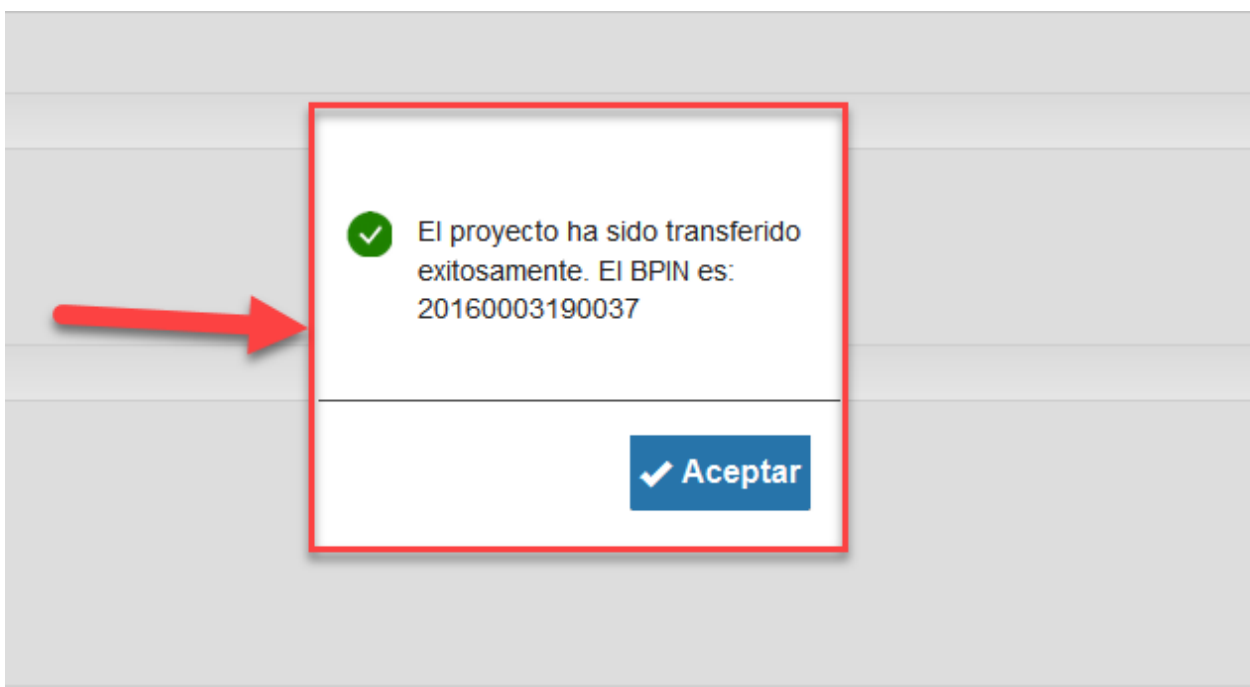 El proyecto ha sido transferido
exitosamente. El BPIN es:
20160003190037
Aceptar